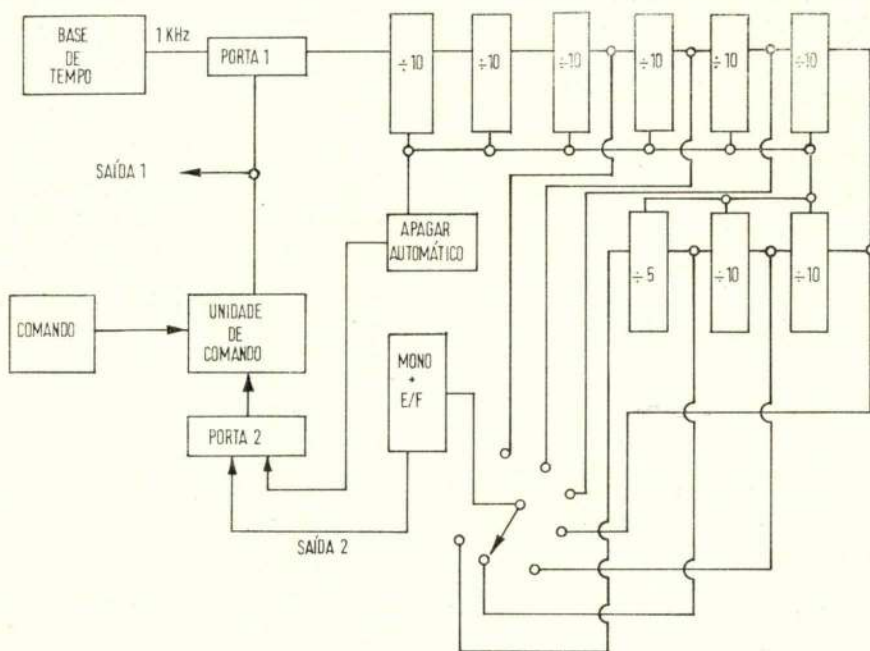 BASE
DE
TEMPO
1 KHz
PORTA 1
÷10
÷10
÷10
÷10
÷10
÷10
SAÍDA 1
APAGAR
AUTOMÁTICO
÷5
÷10
÷10
COMANDO
UNIDADE
DE
COMANDO
MONO
+
E/F
PORTA 2
SAÍDA 2